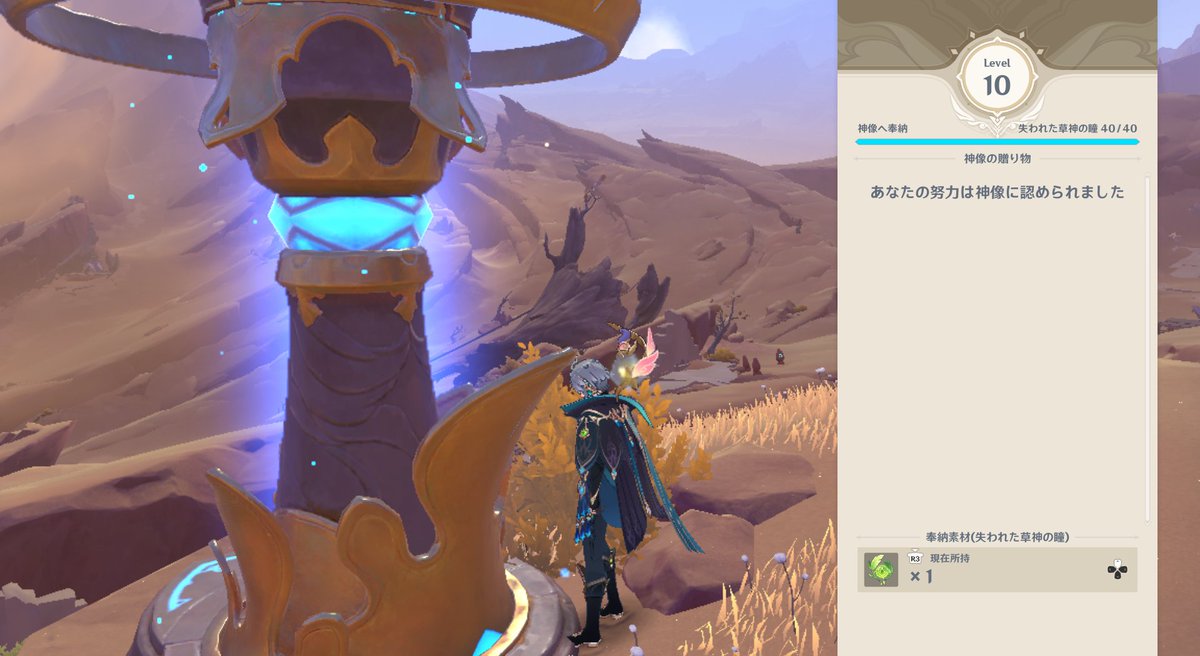 Level
10
神像へ奉納
失われた草神の瞳 40/40
神像の贈り物
あなたの努力は神像に認められました
奉納素材(失われた草神の瞳)
R3 現在所持
× 1